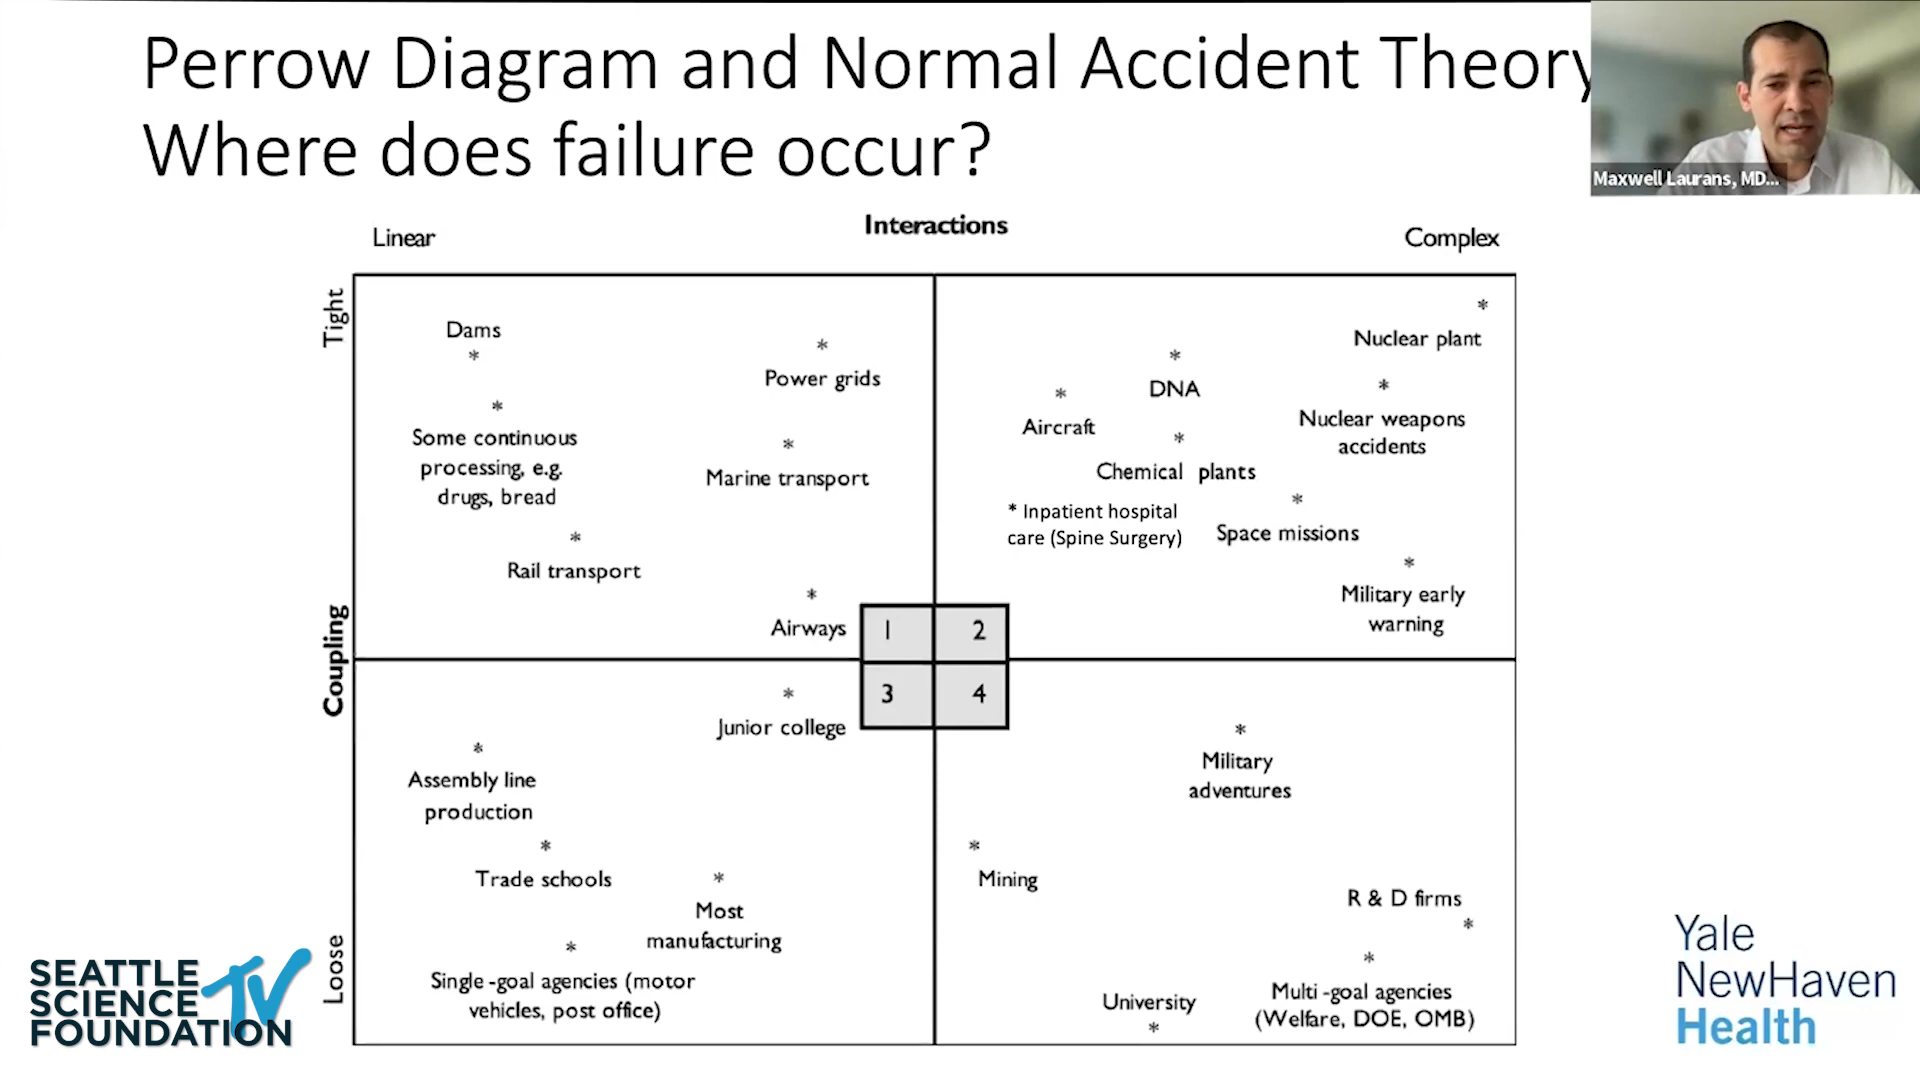 Perrow Diagram and Normal Accident Theory
Where does failure occur?
Maxwell Laurans, MD...
Interactions
Linear
Complex
Tight
Coupling
Loose
Dams
*
*
Power grids
*
Some continuous
processing, e.g.
drugs, bread
*
Marine transport
*
Rail transport
*
Airways
*
Nuclear plant
*
DNA
*
Aircraft
*
Nuclear weapons
accidents
*
Chemical plants
* Inpatient hospital
care (Spine Surgery)
*
Space missions
*
Military early
warning
1
2
3
4
*
Junior college
*
Assembly line
production
*
Trade schools
*
Most
manufacturing
*
Single -goal agencies (motor
vehicles, post office)
*
Military
adventures
*
Mining
R & D firms
*
*
Multi -goal agencies
(Welfare, DOE, OMB)
University
*
SEATTLE
SCIENCE
FOUNDATION
TV
Yale
NewHaven
Health